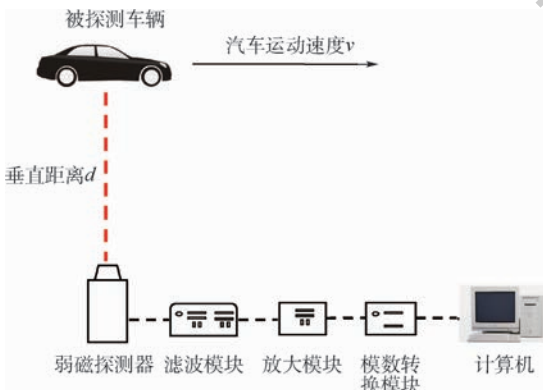 被探测车辆
汽车运动速度v
垂直距离d
弱磁探测器 滤波模块 放大模块 模数转 计算机
换模块